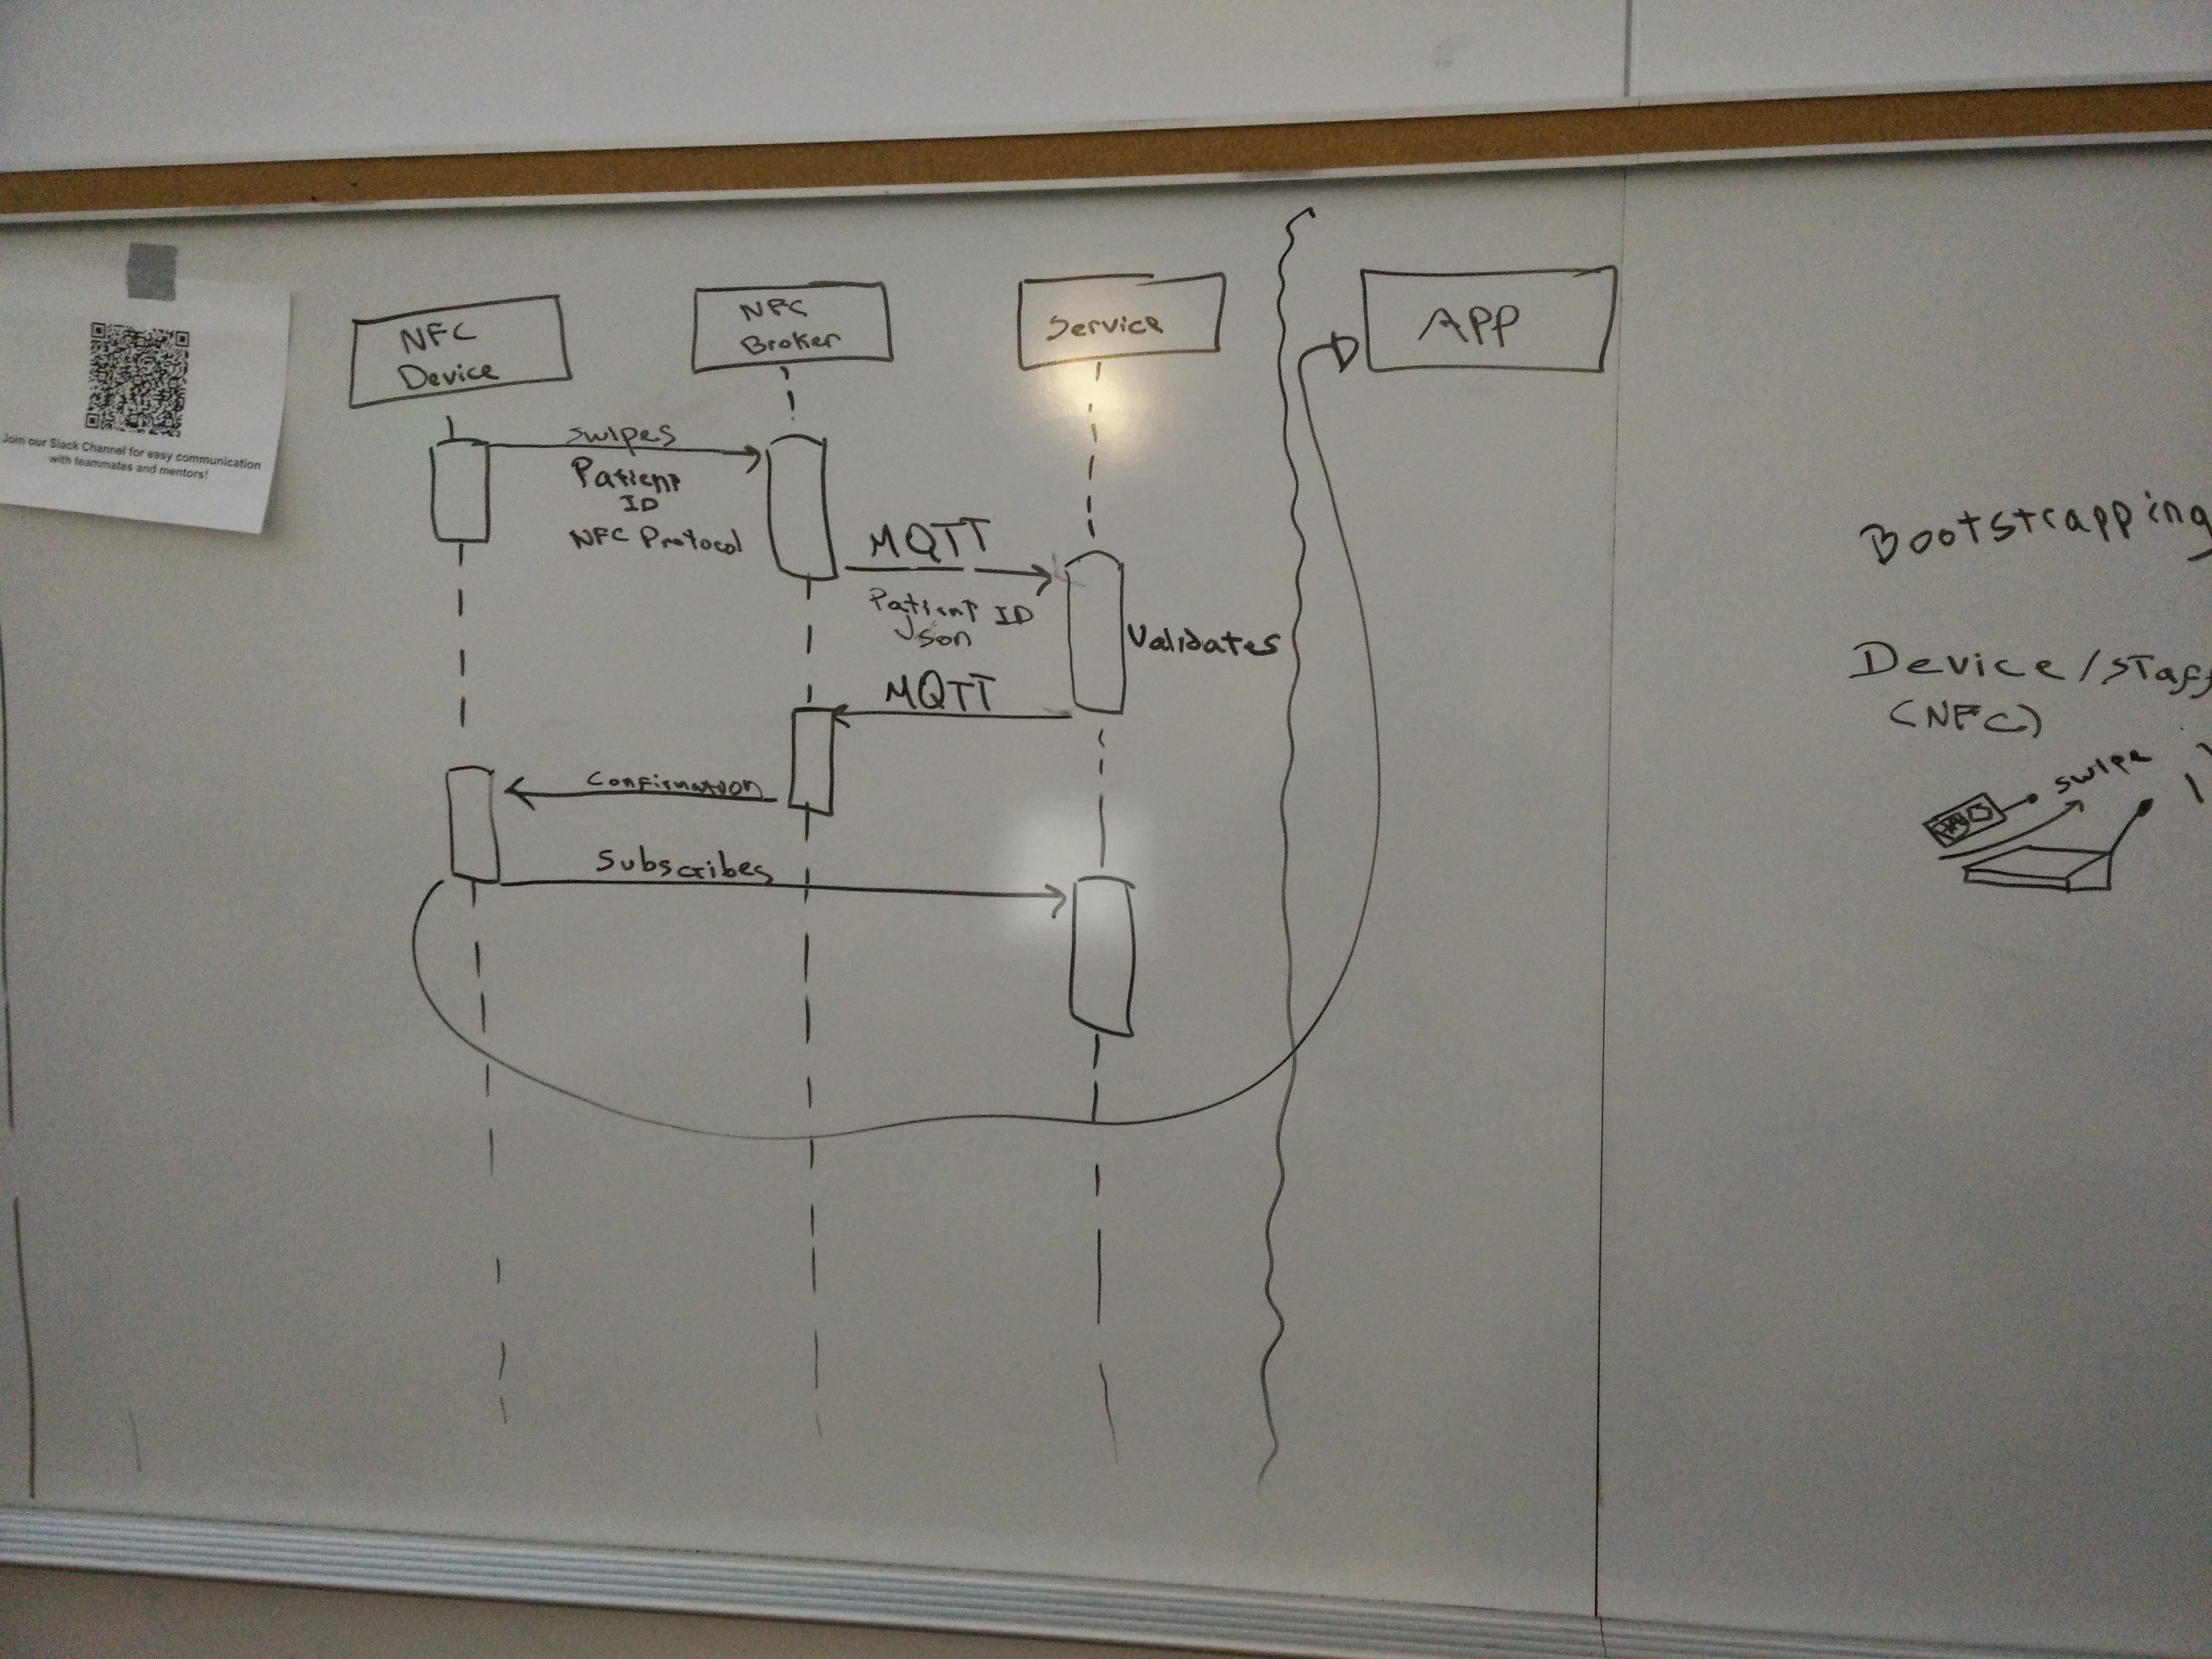 Join our Slack Channel for easy communication
with teammates and mentors!
NFC
Device
NFC
Broker
Service
APP
swipes
Patient
ID
NFC Protocol
MQTT
Patient ID
Json
Validates
MQTT
Confirmation
Subscribes
Bootstrapping
Device/Staff
(NFC)
swipe